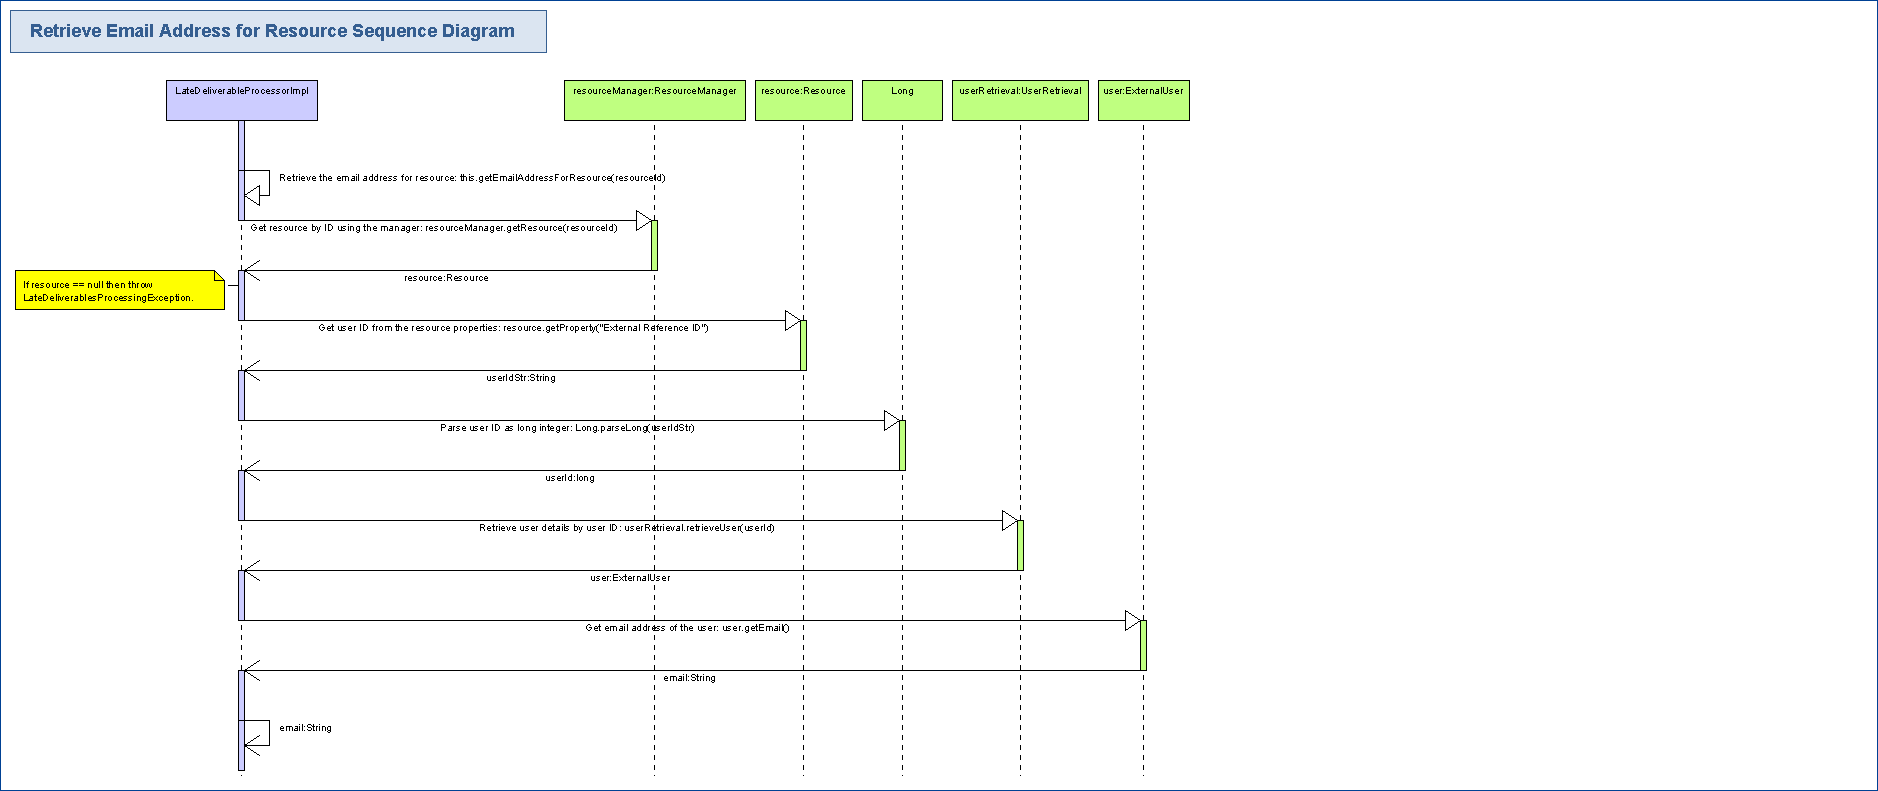 Retrieve Email Address for Resource Sequence Diagram
LateDeliverableProcessorImpl
resourceManager:ResourceManager
resource:Resource
Long
userRetrieval:UserRetrieval
user:ExternalUser
Retrieve the email address for resource: this.getEmailAddressForResource(resourceId)
Get resource by ID using the manager: resourceManager.getResource(resourceId)
resource:Resource
If resource == null then throw
LateDeliverablesProcessingException.
Get user ID from the resource properties: resource.getProperty("External Reference ID")
userIdStr:String
Parse user ID as long integer: Long.parseLong(userIdStr)
userId:long
Retrieve user details by user ID: userRetrieval.retrieveUser(userId)
user:ExternalUser
Get email address of the user: user.getEmail()
email:String
email:String